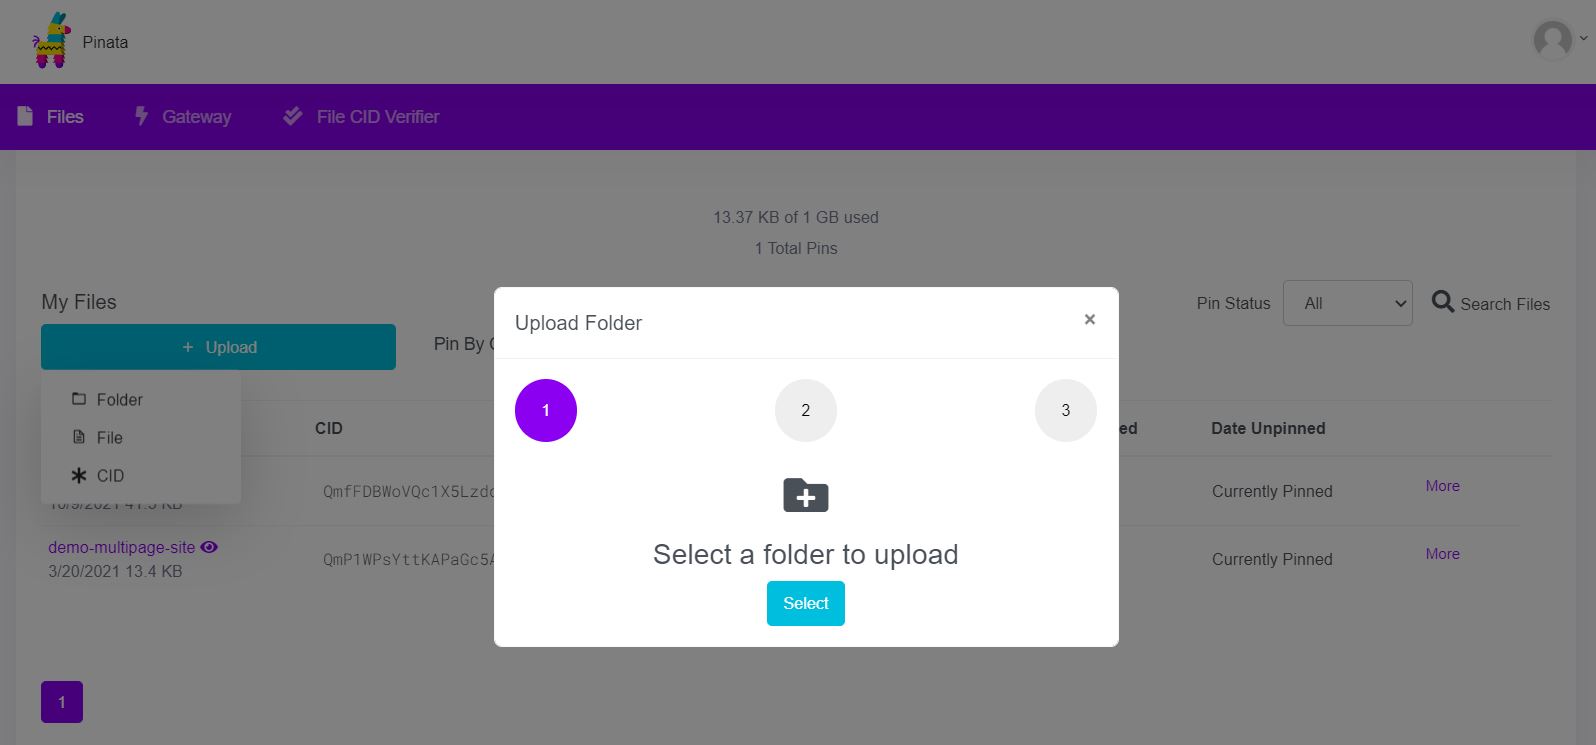 Pinata
Files Gateway File CID Verifier
13.37 KB of 1 GB used
1 Total Pins
My Files
Pin Status All Search Files
+ Upload
Pin By
Folder
File
CID
CID
Date Unpinned
QmfFDBWoVQc1X5Lzdc
Currently Pinned
More
10/9/2021 41.5 KB
demo-multipage-site
3/20/2021 13.4 KB
QmP1WPsYttKAPaGc5A
Currently Pinned
More
1
Upload Folder ×
1 2 3
Select a folder to upload
Select